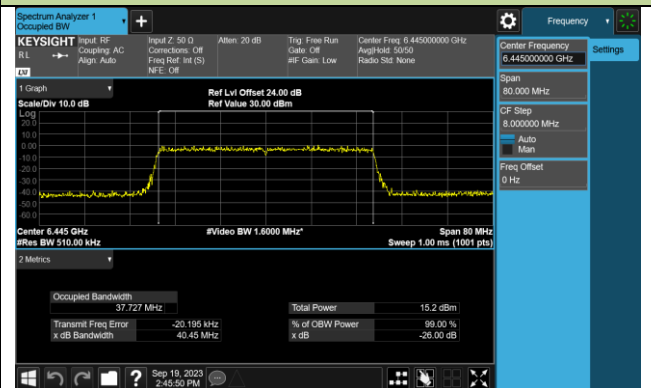 Spectrum Analyzer 1
Occupied BW
Frequency
KEYSIGHT
RL
Input: RF
Coupling: AC
Align: Auto
Input Z: 50 Ω
Corrections: Off
Freq Ref: Int (S)
NFE: Off
Atten: 20 dB
Trig: Free Run
Gate: Off
#IF Gain: Low
Center Freq: 6.445000000 GHz
Avg|Hold: 50/50
Radio Std: None
LXI
Center Frequency
6.445000000 GHz
Settings
Span
80.000 MHz
CF Step
8.000000 MHz
Auto
Man
Freq Offset
0 Hz
1 Graph
Scale/Div 10.0 dB
Ref Lvl Offset 24.00 dB
Ref Value 30.00 dBm
Log
20.0
10.0
0.00
-10.0
-20.0
-30.0
-40.0
-50.0
-60.0
Center 6.445 GHz
#Video BW 1.6000 MHz*
Span 80 MHz
#Res BW 510.00 kHz
Sweep 1.00 ms (1001 pts)
2 Metrics
Occupied Bandwidth
37.727 MHz
Total Power 15.2 dBm
Transmit Freq Error -20.195 kHz
% of OBW Power 99.00 %
x dB Bandwidth 40.45 MHz
x dB -26.00 dB
?
Sep 19, 2023
2:45:50 PM